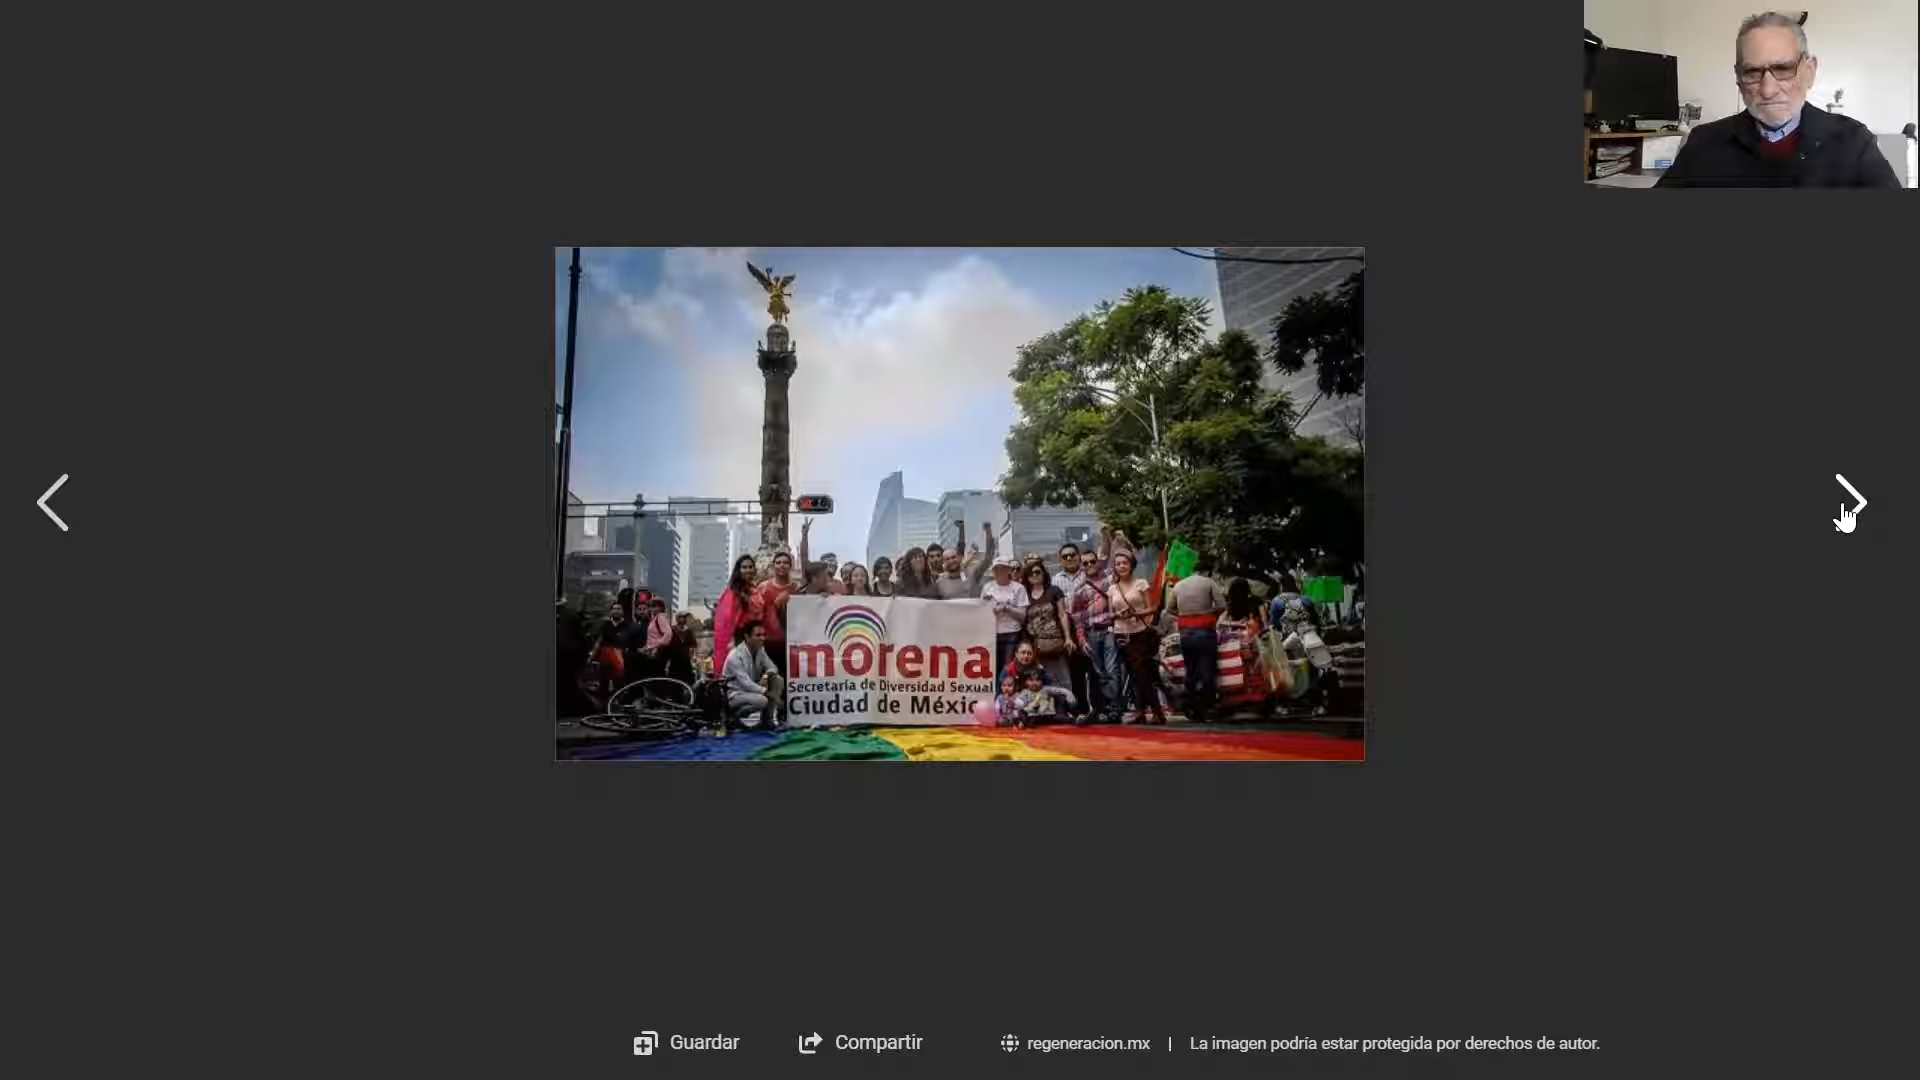 morena
Secretaría de Diversidad Sexual
Ciudad de Méxic
Guardar
Compartir
regeneracion.mx | La imagen podría estar protegida por derechos de autor.